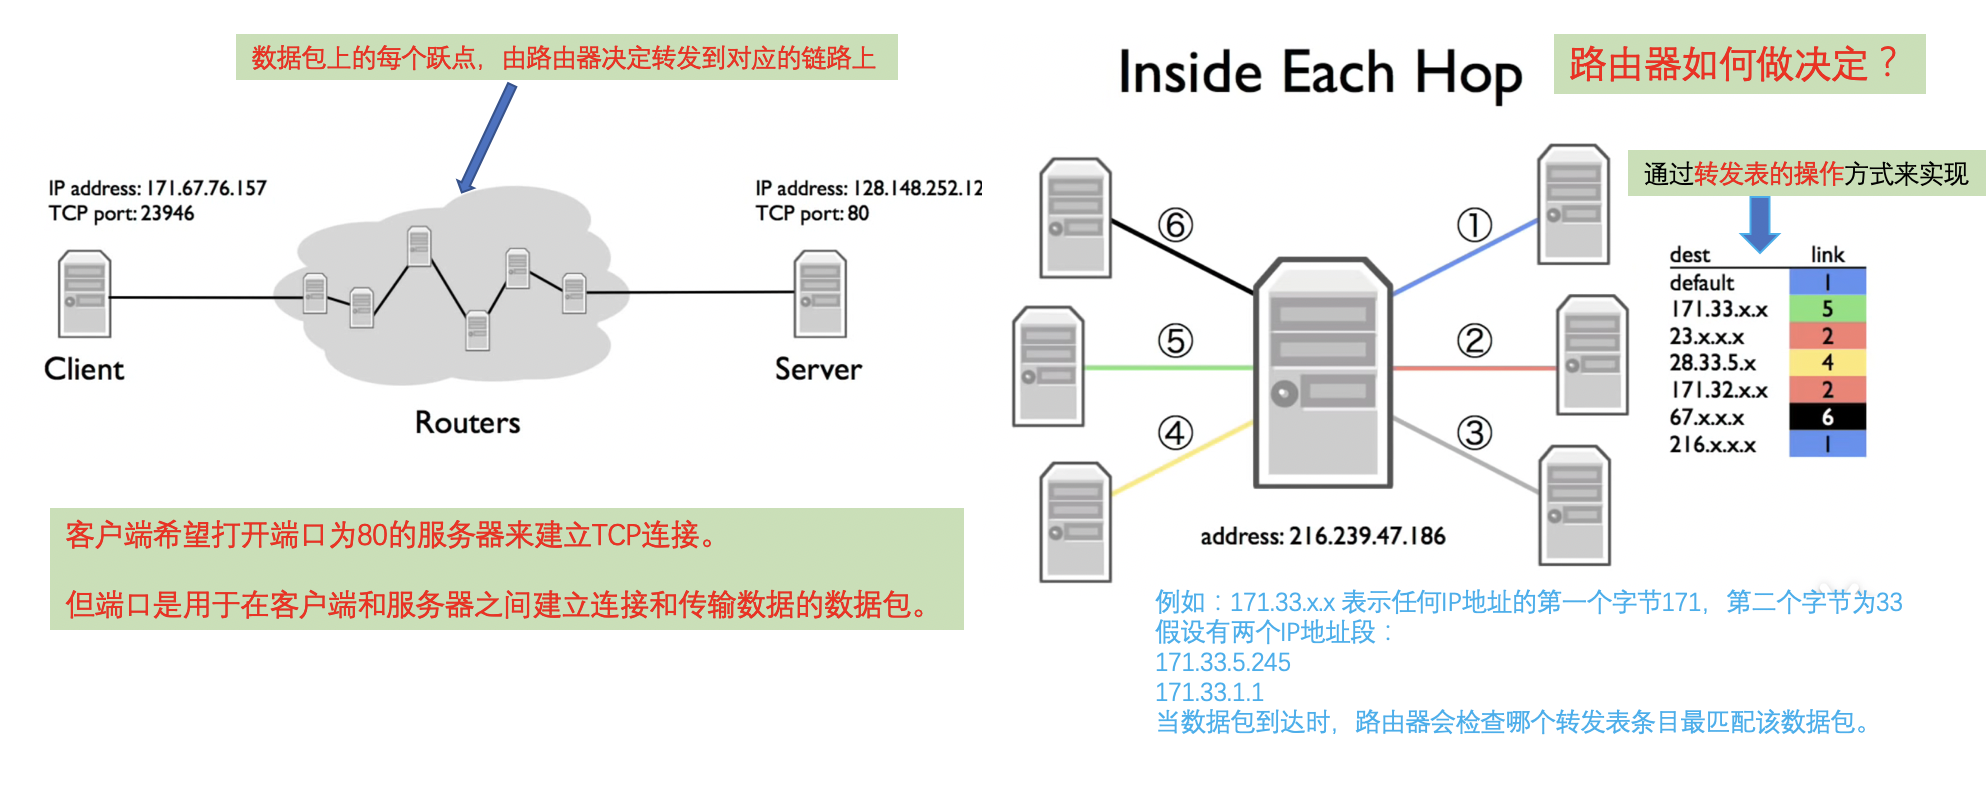 数据包上的每个跃点，由路由器决定转发到对应的链路上
IP address: 171.67.76.157
TCP port: 23946
IP address: 128.148.252.12
TCP port: 80
Client
Routers
Server
客户端希望打开端口为80的服务器来建立TCP连接。
但端口是用于在客户端和服务器之间建立连接和传输数据的数据包。
Inside Each Hop
路由器如何做决定？
通过转发表的操作方式来实现
⑥
①
⑤
②
④
③
dest link
default 1
171.33.x.x 5
23.x.x.x 2
28.33.5.x 4
171.32.x.x 2
67.x.x.x 6
216.x.x.x 1
address: 216.239.47.186
例如：171.33.x.x 表示任何IP地址的第一个字节171，第二个字节为33
假设有两个IP地址段：
171.33.5.245
171.33.1.1
当数据包到达时，路由器会检查哪个转发表条目最匹配该数据包。